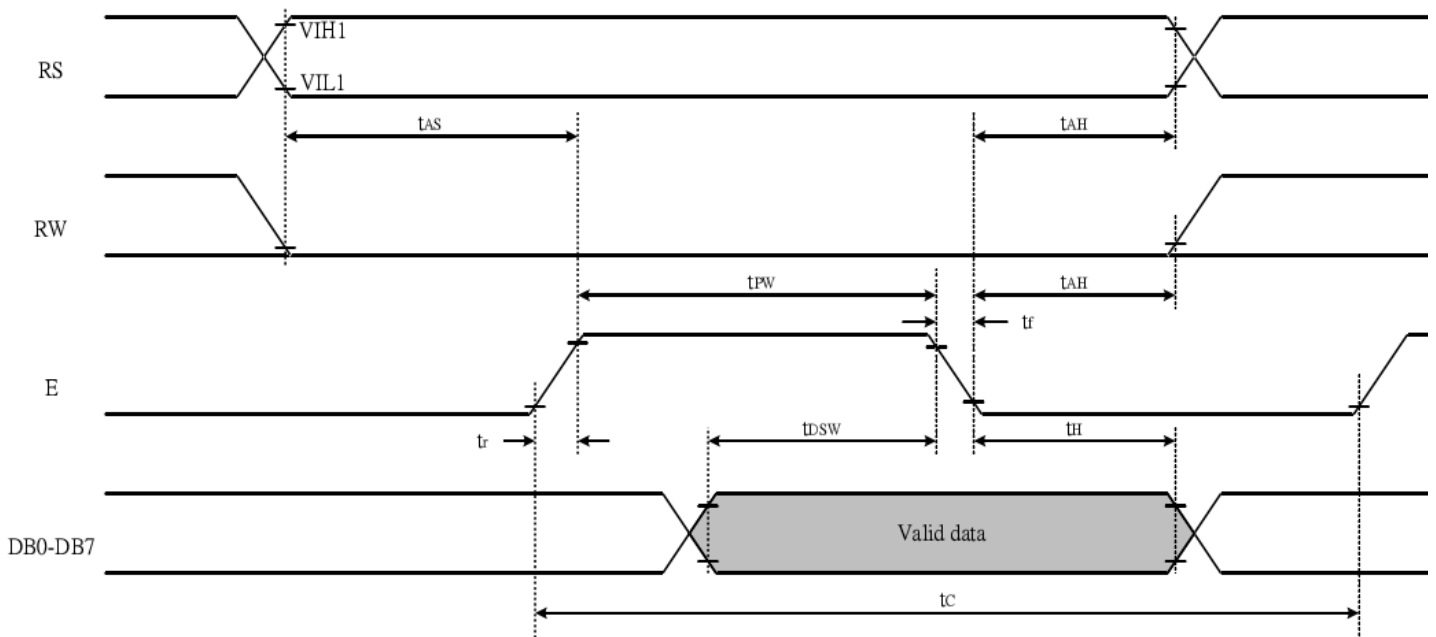 VIH1
RS
VIL1
tAS
tAH
RW
tPW
tAH
tf
E
tr
tDSW
tH
Valid data
DB0-DB7
tC